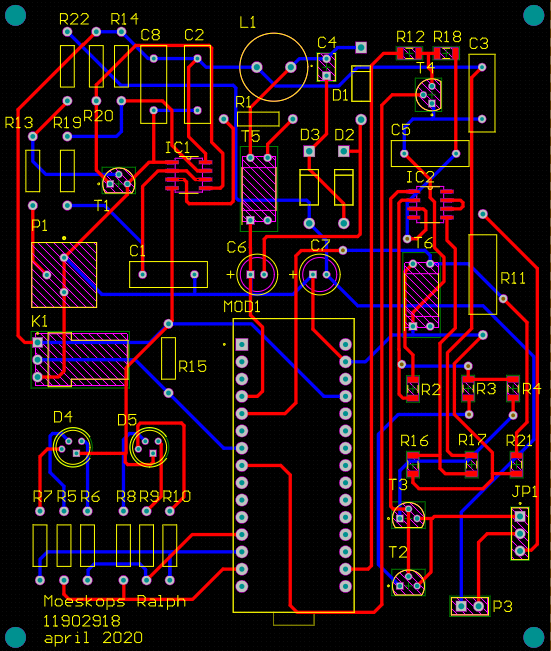 R22 R14 C8 C2 L1 C4 R12 R18 C3
D1 T4
R13 R19 R20 R1
T5 D3 D2 C5
IC1 IC2
T1
P1 T6
C1 C6 C7
R11
MOD1
K1
R15
R2 R3 R4
D4 D5
R16 R17 R21
T3
R7 R5 R6 R8 R9 R10 JP1
T2
Moeskops Ralph
11902918
april 2020
P3